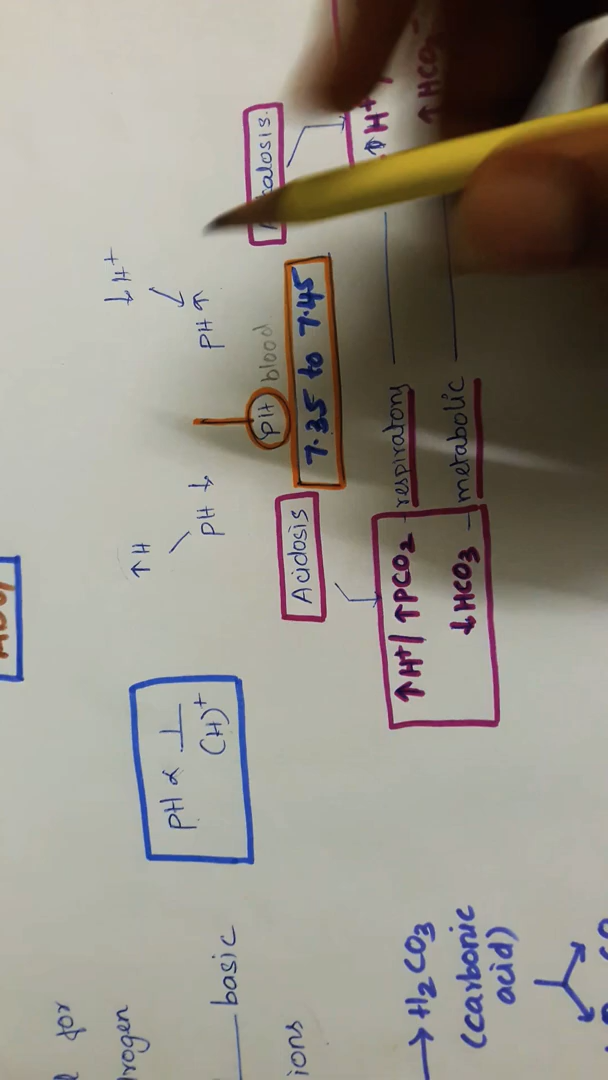 for
rogen
↑H ↓H+
PH ∝ 1
(H)+
PH↓ PH↑
basic
pH blood
alosis.
ions
Acidosis
7.35 to 7.45
↑H+/↑PCO2 - respiratory ↑H+/
→ H2CO3
↓HCO3 - metabolic ↑HCO3
(carbonic
acid)